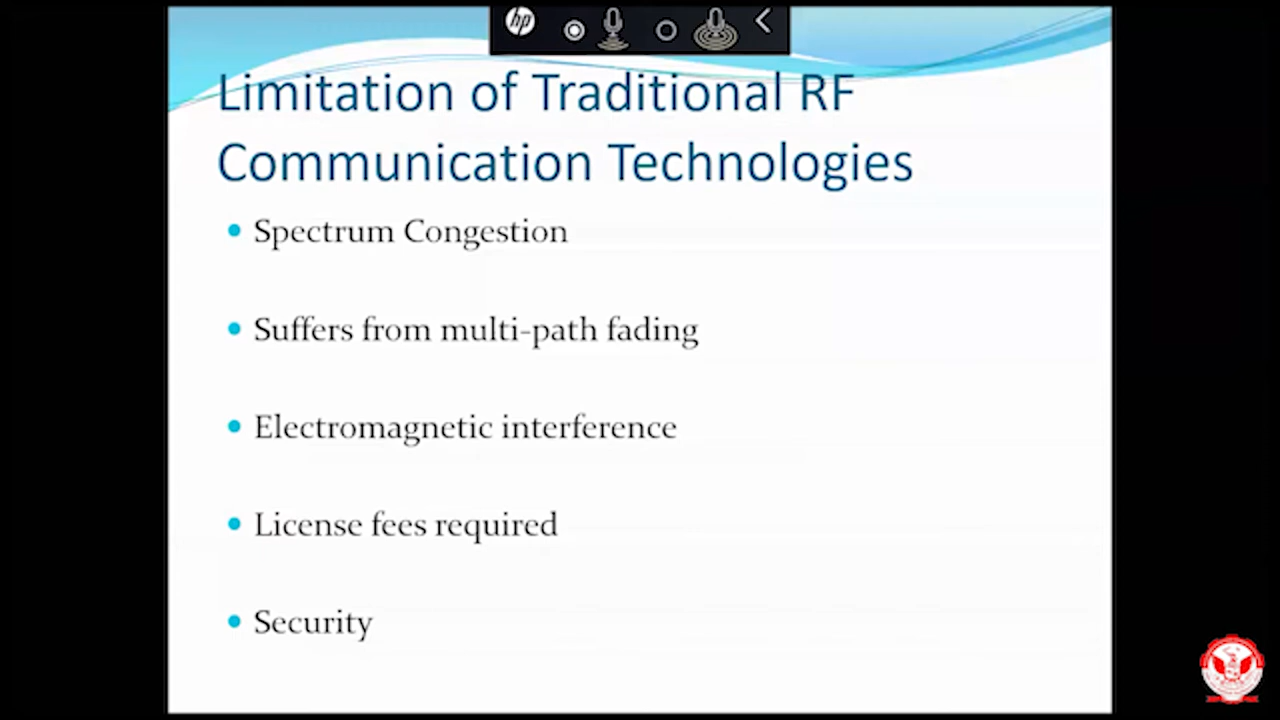 hp
Limitation of Traditional RF
Communication Technologies
Spectrum Congestion
Suffers from multi-path fading
Electromagnetic interference
License fees required
Security